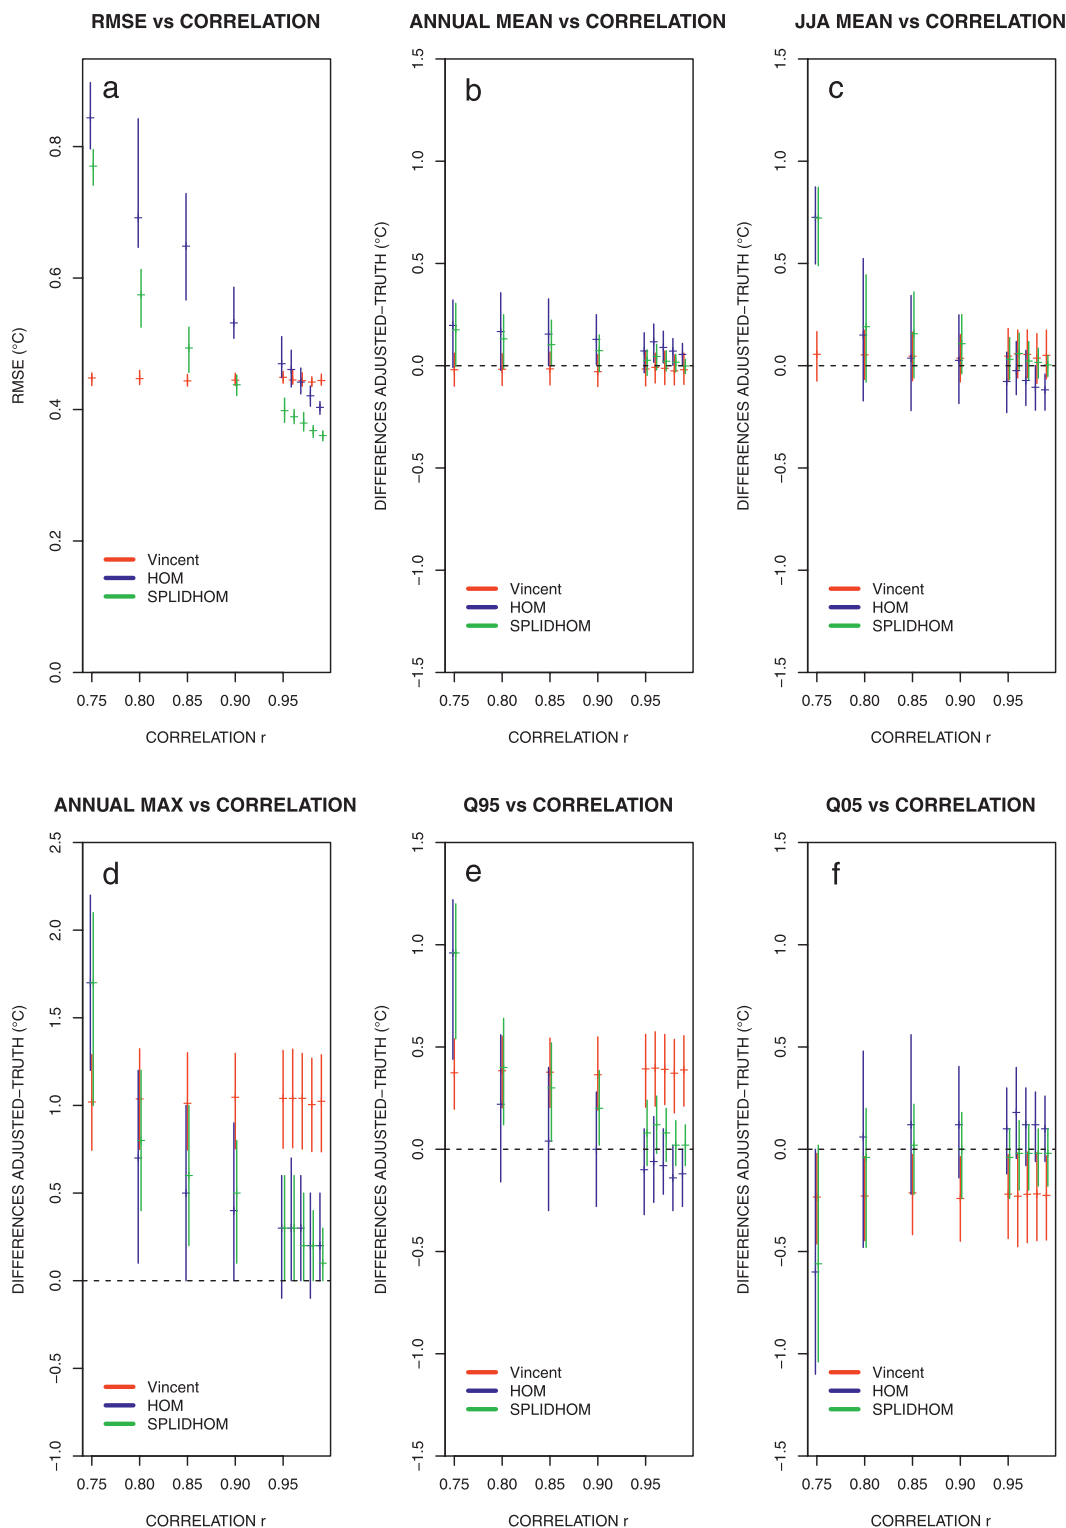 RMSE vs CORRELATION
a
RMSE (°C)
0.8
0.6
0.4
0.2
0.0
Vincent
HOM
SPLIDHOM
0.75 0.80 0.85 0.90 0.95
CORRELATION r
ANNUAL MEAN vs CORRELATION
b
DIFFERENCES ADJUSTED−TRUTH (°C)
1.5
1.0
0.5
0.0
−0.5
−1.0
−1.5
Vincent
HOM
SPLIDHOM
0.75 0.80 0.85 0.90 0.95
CORRELATION r
JJA MEAN vs CORRELATION
c
DIFFERENCES ADJUSTED−TRUTH (°C)
1.5
1.0
0.5
0.0
−0.5
−1.0
−1.5
Vincent
HOM
SPLIDHOM
0.75 0.80 0.85 0.90 0.95
CORRELATION r
ANNUAL MAX vs CORRELATION
d
DIFFERENCES ADJUSTED−TRUTH (°C)
2.5
2.0
1.5
1.0
0.5
0.0
−0.5
−1.0
Vincent
HOM
SPLIDHOM
0.75 0.80 0.85 0.90 0.95
CORRELATION r
Q95 vs CORRELATION
e
DIFFERENCES ADJUSTED−TRUTH (°C)
1.5
1.0
0.5
0.0
−0.5
−1.0
−1.5
Vincent
HOM
SPLIDHOM
0.75 0.80 0.85 0.90 0.95
CORRELATION r
Q05 vs CORRELATION
f
DIFFERENCES ADJUSTED−TRUTH (°C)
1.5
1.0
0.5
0.0
−0.5
−1.0
−1.5
Vincent
HOM
SPLIDHOM
0.75 0.80 0.85 0.90 0.95
CORRELATION r